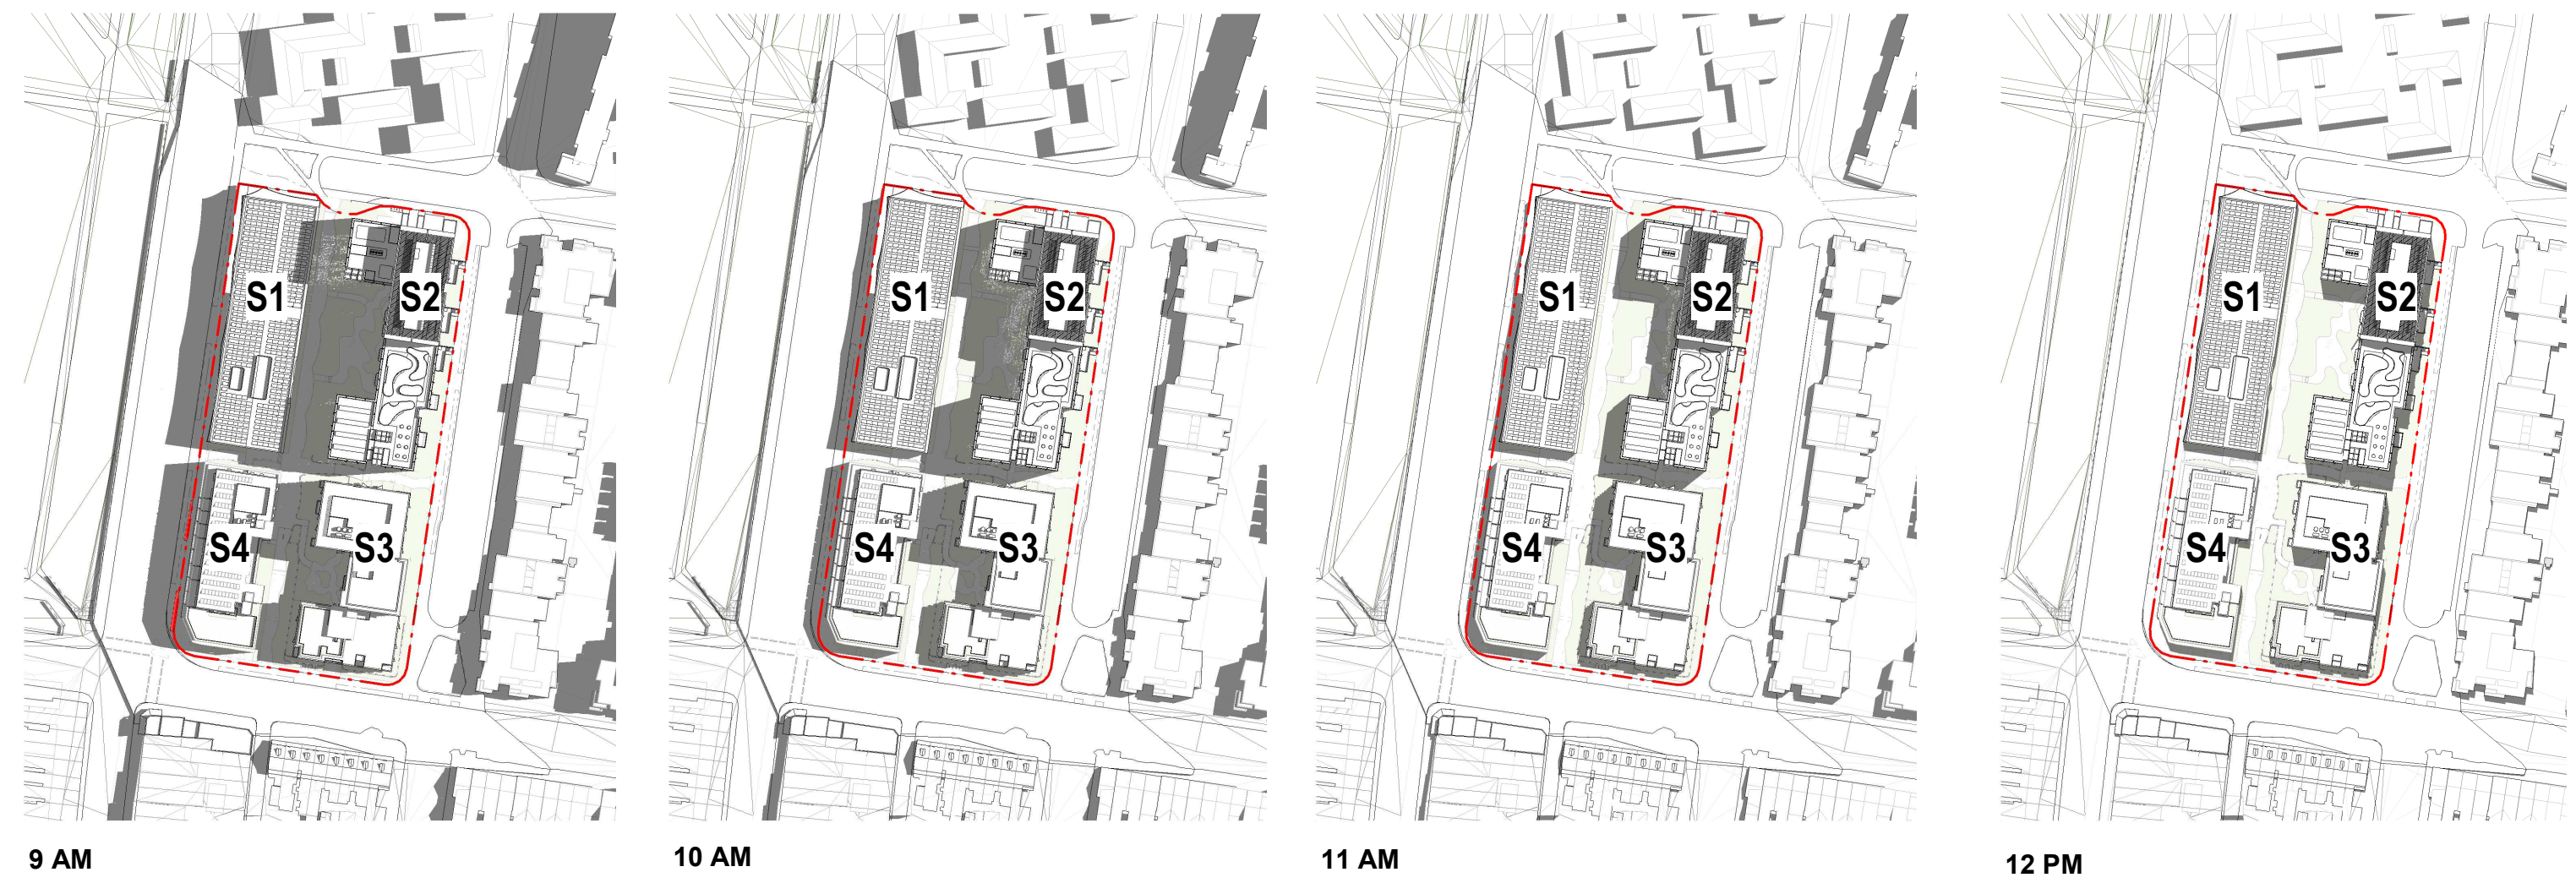 S1 S2 S1 S2 S1 S2 S1 S2
S4 S3 S4 S3 S4 S3 S4 S3
9 AM 10 AM 11 AM 12 PM